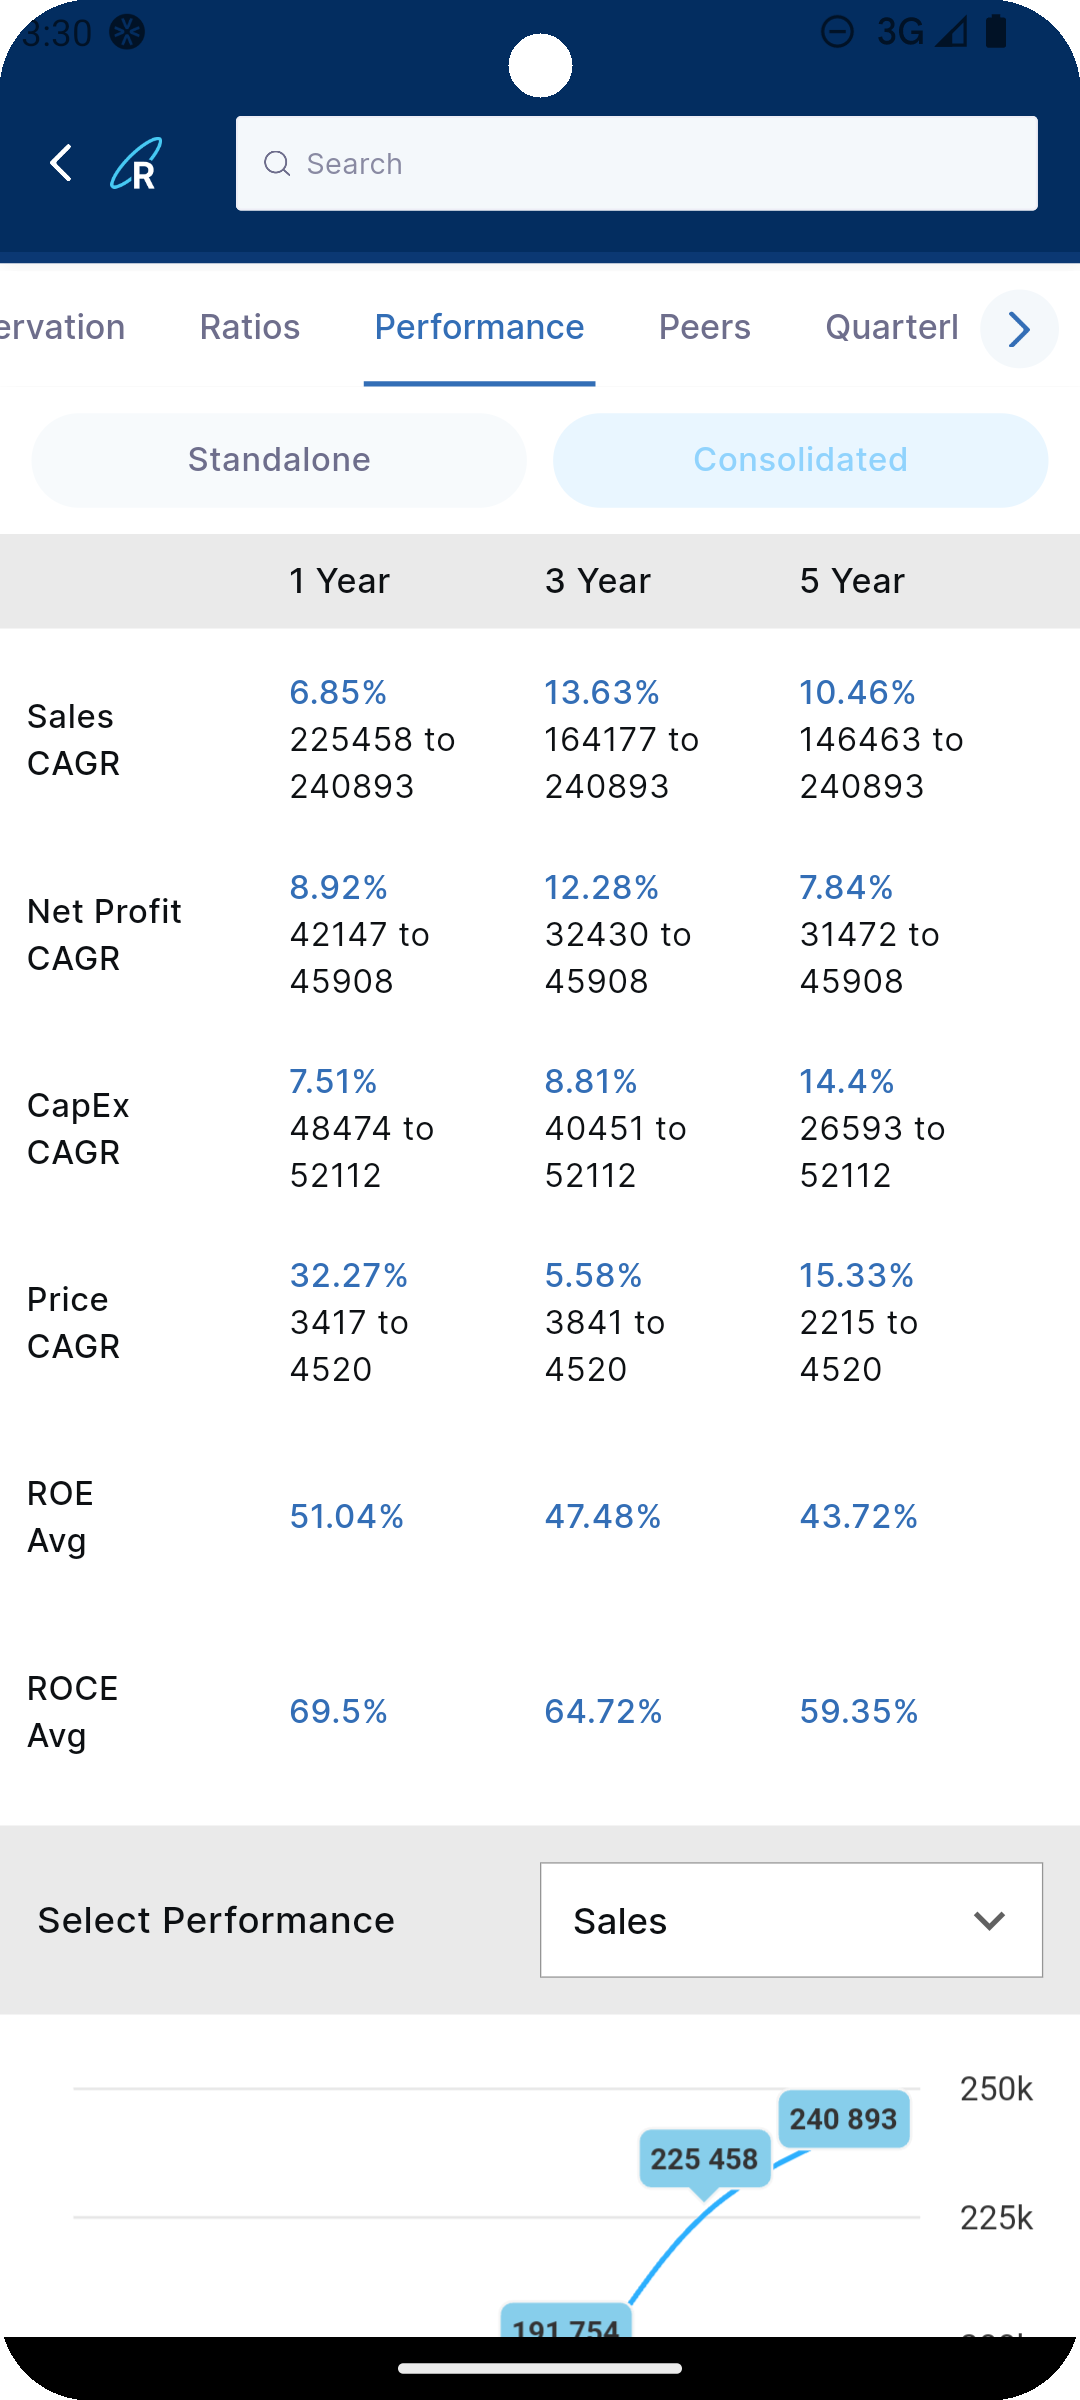 3:30
3G
R
Search
ervation Ratios Performance Peers Quarterl
Standalone Consolidated
1 Year 3 Year 5 Year
Sales CAGR
6.85% 225458 to 240893
13.63% 164177 to 240893
10.46% 146463 to 240893
Net Profit CAGR
8.92% 42147 to 45908
12.28% 32430 to 45908
7.84% 31472 to 45908
CapEx CAGR
7.51% 48474 to 52112
8.81% 40451 to 52112
14.4% 26593 to 52112
Price CAGR
32.27% 3417 to 4520
5.58% 3841 to 4520
15.33% 2215 to 4520
ROE Avg
51.04% 47.48% 43.72%
ROCE Avg
69.5% 64.72% 59.35%
Select Performance Sales
250k
240 893
225 458
225k
191 754